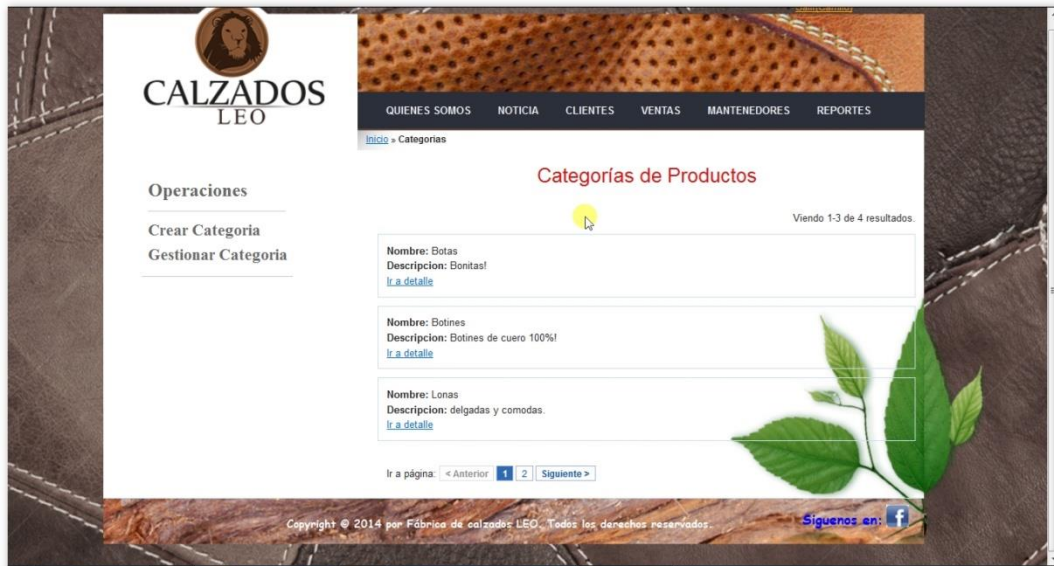 CALZADOS
LEO
QUIENES SOMOS NOTICIA CLIENTES VENTAS MANTENEDORES REPORTES
Inicio » Categorias
Operaciones
Crear Categoria
Gestionar Categoria
Categorías de Productos
Viendo 1-3 de 4 resultados.
Nombre: Botas
Descripcion: Bonitas!
Ir a detalle
Nombre: Botines
Descripcion: Botines de cuero 100%!
Ir a detalle
Nombre: Lonas
Descripcion: delgadas y comodas.
Ir a detalle
Ir a página: < Anterior 1 2 Siguiente >
Copyright @ 2014 por Fábrica de calzados LEO. Todos los derechos reservados.
Siguenos en: f